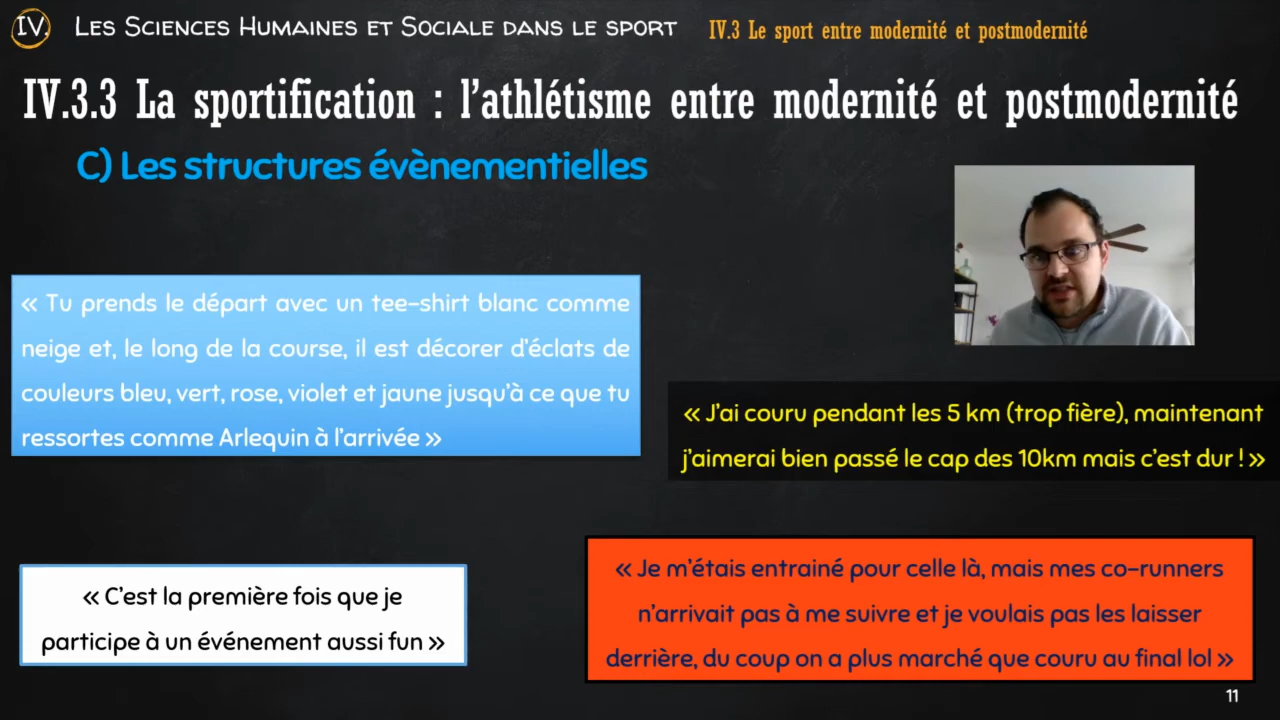 IV. Les Sciences Humaines et Sociale dans le sport IV.3 Le sport entre modernité et postmodernité
IV.3.3 La sportification : l'athlétisme entre modernité et postmodernité
C) Les structures évènementielles
« Tu prends le départ avec un tee-shirt blanc comme
neige et, le long de la course, il est décorer d'éclats de
couleurs bleu, vert, rose, violet et jaune jusqu'à ce que tu
ressortes comme Arlequin à l'arrivée »
« J'ai couru pendant les 5 km (trop fière), maintenant
j'aimerai bien passé le cap des 10km mais c'est dur ! »
« C'est la première fois que je
participe à un événement aussi fun »
« Je m'étais entrainé pour celle là, mais mes co-runners
n'arrivait pas à me suivre et je voulais pas les laisser
derrière, du coup on a plus marché que couru au final lol »
11